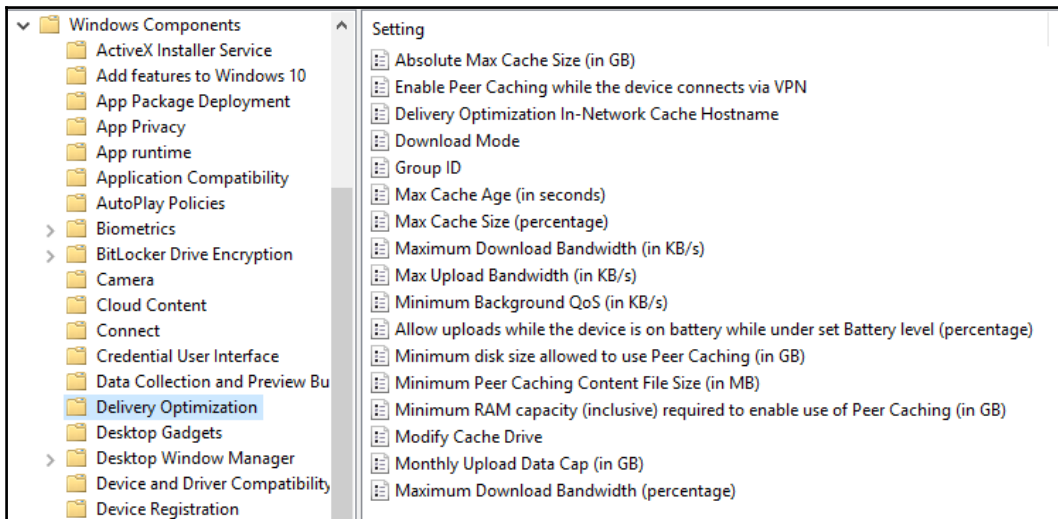 Windows Components
ActiveX Installer Service
Add features to Windows 10
App Package Deployment
App Privacy
App runtime
Application Compatibility
AutoPlay Policies
Biometrics
BitLocker Drive Encryption
Camera
Cloud Content
Connect
Credential User Interface
Data Collection and Preview Bu
Delivery Optimization
Desktop Gadgets
Desktop Window Manager
Device and Driver Compatibility
Device Registration
Setting
Absolute Max Cache Size (in GB)
Enable Peer Caching while the device connects via VPN
Delivery Optimization In-Network Cache Hostname
Download Mode
Group ID
Max Cache Age (in seconds)
Max Cache Size (percentage)
Maximum Download Bandwidth (in KB/s)
Max Upload Bandwidth (in KB/s)
Minimum Background QoS (in KB/s)
Allow uploads while the device is on battery while under set Battery level (percentage)
Minimum disk size allowed to use Peer Caching (in GB)
Minimum Peer Caching Content File Size (in MB)
Minimum RAM capacity (inclusive) required to enable use of Peer Caching (in GB)
Modify Cache Drive
Monthly Upload Data Cap (in GB)
Maximum Download Bandwidth (percentage)